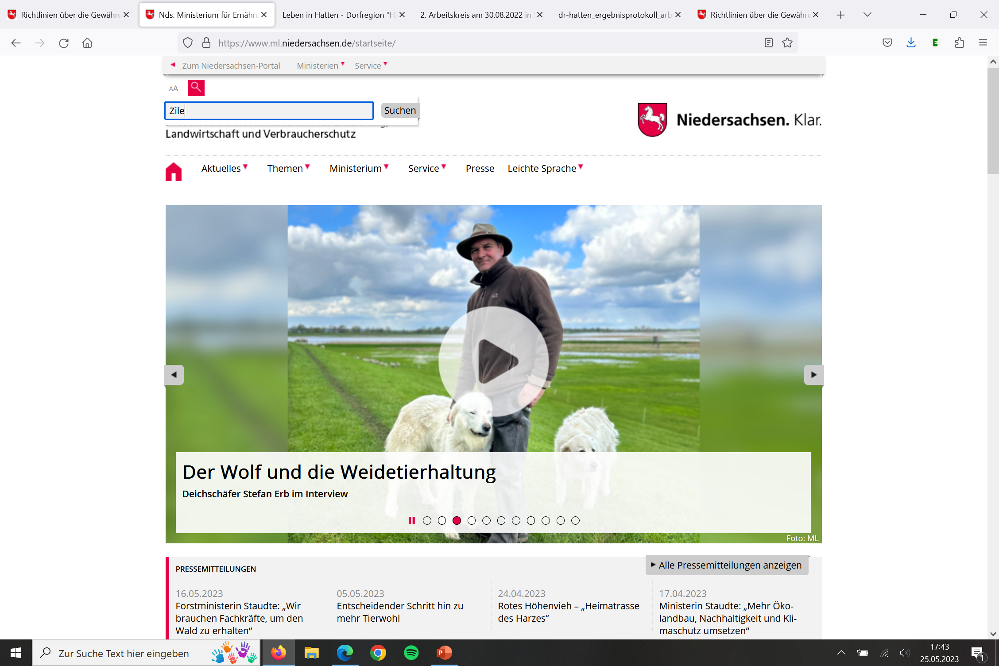 Richtlinien über die Gewähru
Nds. Ministerium für Ernähru
Leben in Hatten - Dorfregion "Ha
2. Arbeitskreis am 30.08.2022 in
dr-hatten_ergebnisprotokoll_arb
Richtlinien über die Gewähru
https://www.ml.niedersachsen.de/startseite/
Zum Niedersachsen-Portal Ministerien Service
AA
Zile Suchen
Landwirtschaft und Verbraucherschutz
Niedersachsen. Klar.
Aktuelles Themen Ministerium Service Presse Leichte Sprache
Der Wolf und die Weidetierhaltung
Deichschäfer Stefan Erb im Interview
Foto: ML
PRESSEMITTEILUNGEN
Alle Pressemitteilungen anzeigen
16.05.2023
Forstministerin Staudte: „Wir
brauchen Fachkräfte, um den
Wald zu erhalten“
05.05.2023
Entscheidender Schritt hin zu
mehr Tierwohl
24.04.2023
Rotes Höhenvieh – „Heimatrasse
des Harzes“
17.04.2023
Ministerin Staudte: „Mehr Öko-
landbau, Nachhaltigkeit und Kli-
maschutz umsetzen“
Zur Suche Text hier eingeben
17:43
25.05.2023
1